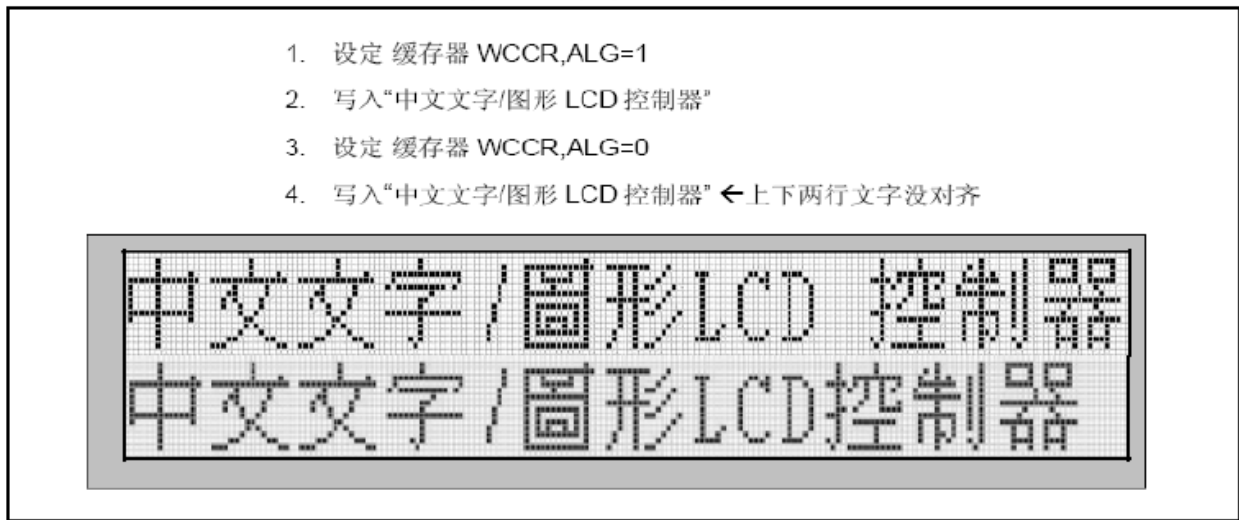 1. 设定 缓存器 WCCR,ALG=1
2. 写入“中文文字/图形 LCD 控制器”
3. 设定 缓存器 WCCR,ALG=0
4. 写入“中文文字/图形 LCD 控制器” ←上下两行文字没对齐
中文文字/圖形LCD 控制器
中文文字/圖形LCD控制器